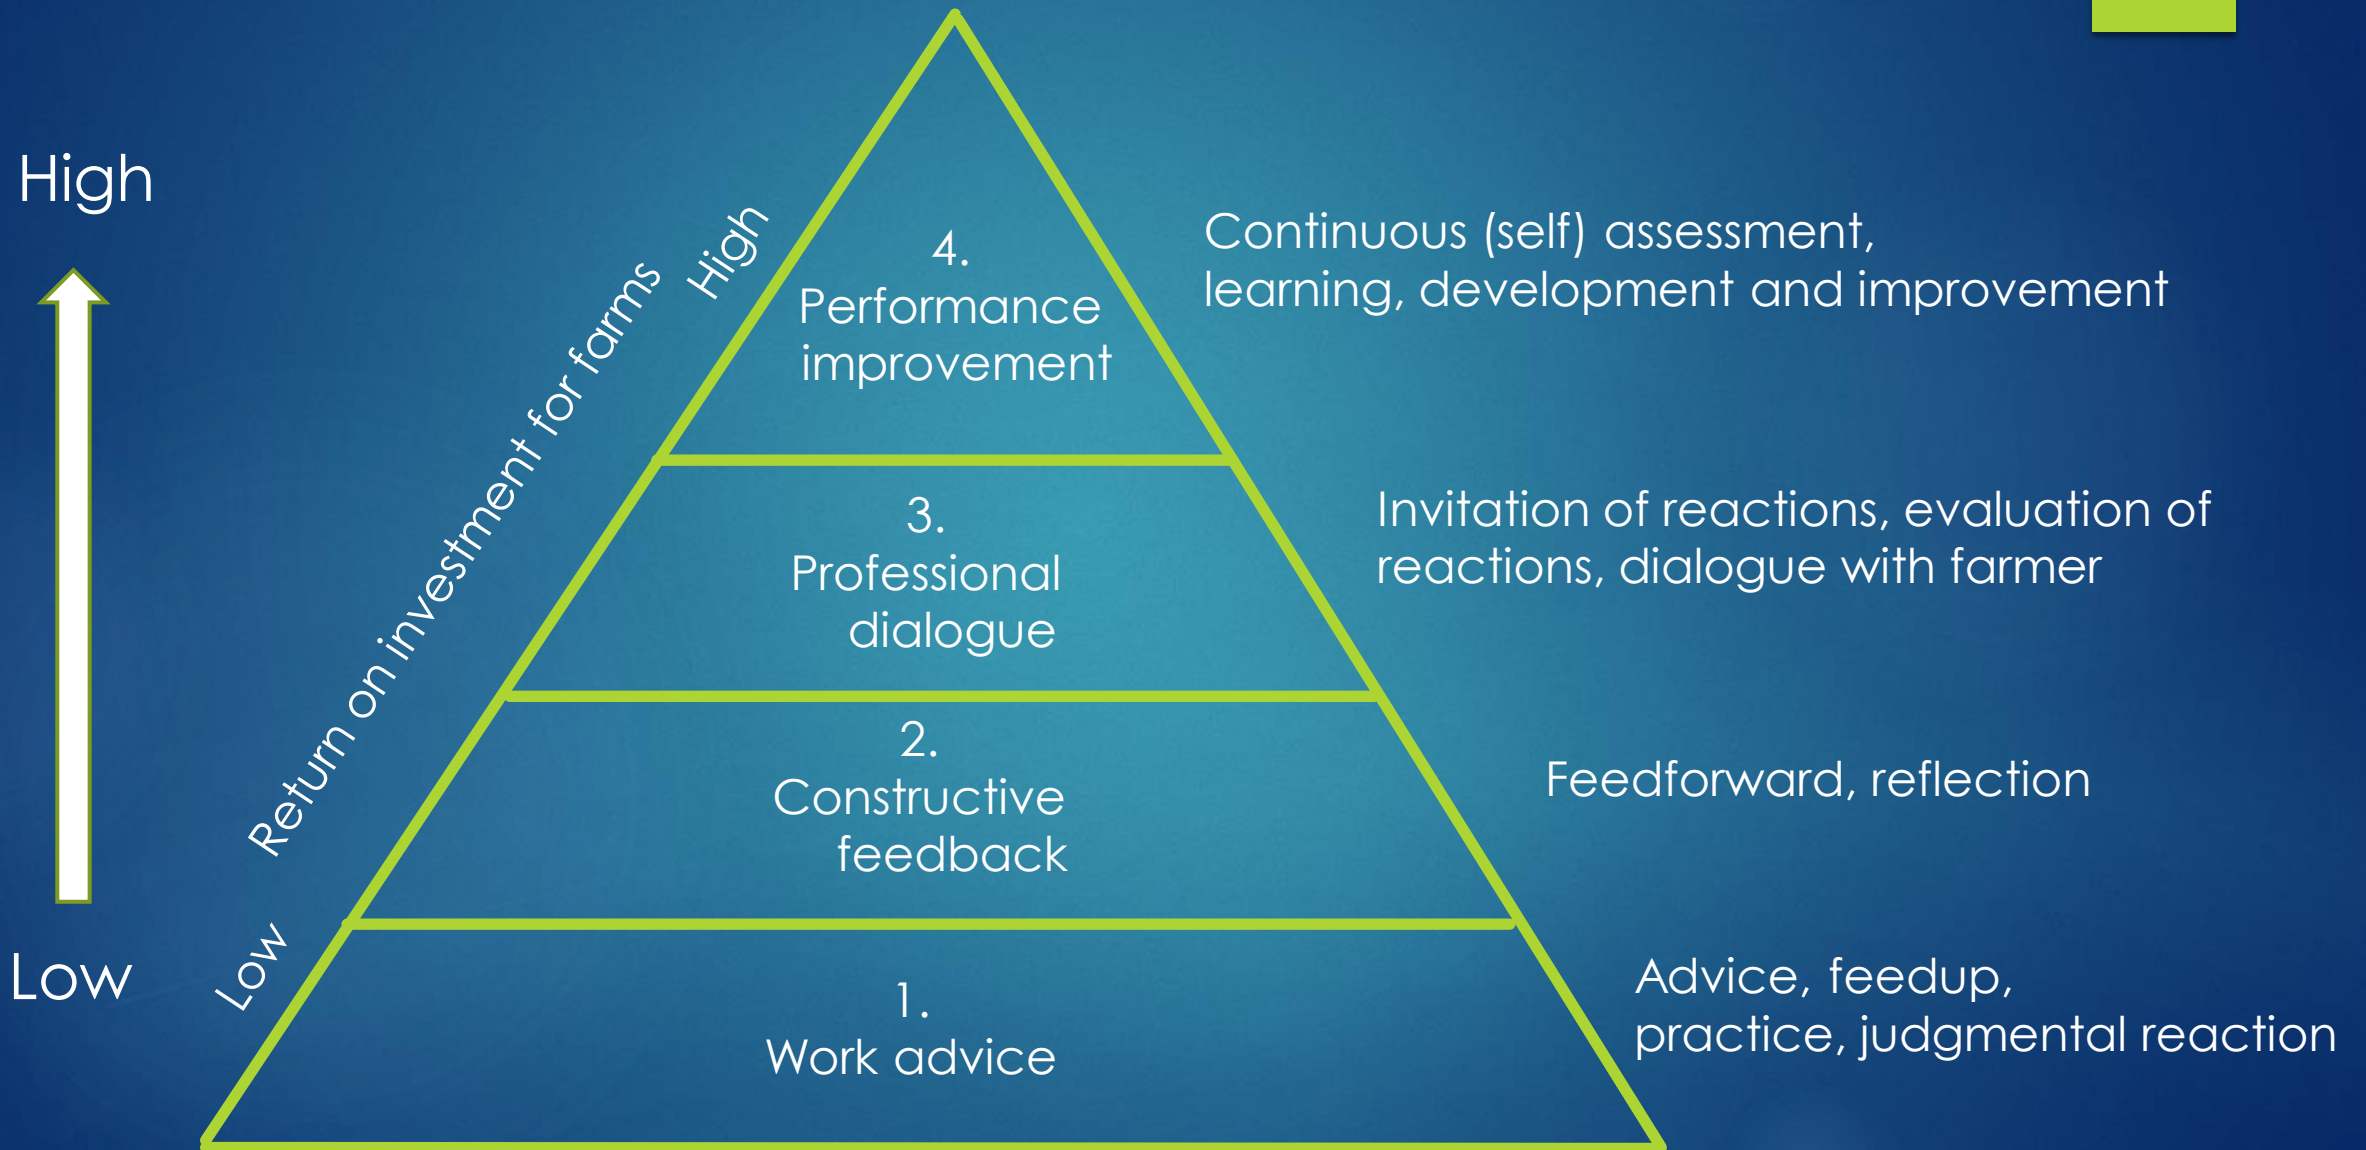 High
Low
Return on investment for farms
High
Low
4.
Performance
improvement
Continuous (self) assessment,
learning, development and improvement
3.
Professional
dialogue
Invitation of reactions, evaluation of
reactions, dialogue with farmer
2.
Constructive
feedback
Feedforward, reflection
1.
Work advice
Advice, feedup,
practice, judgmental reaction